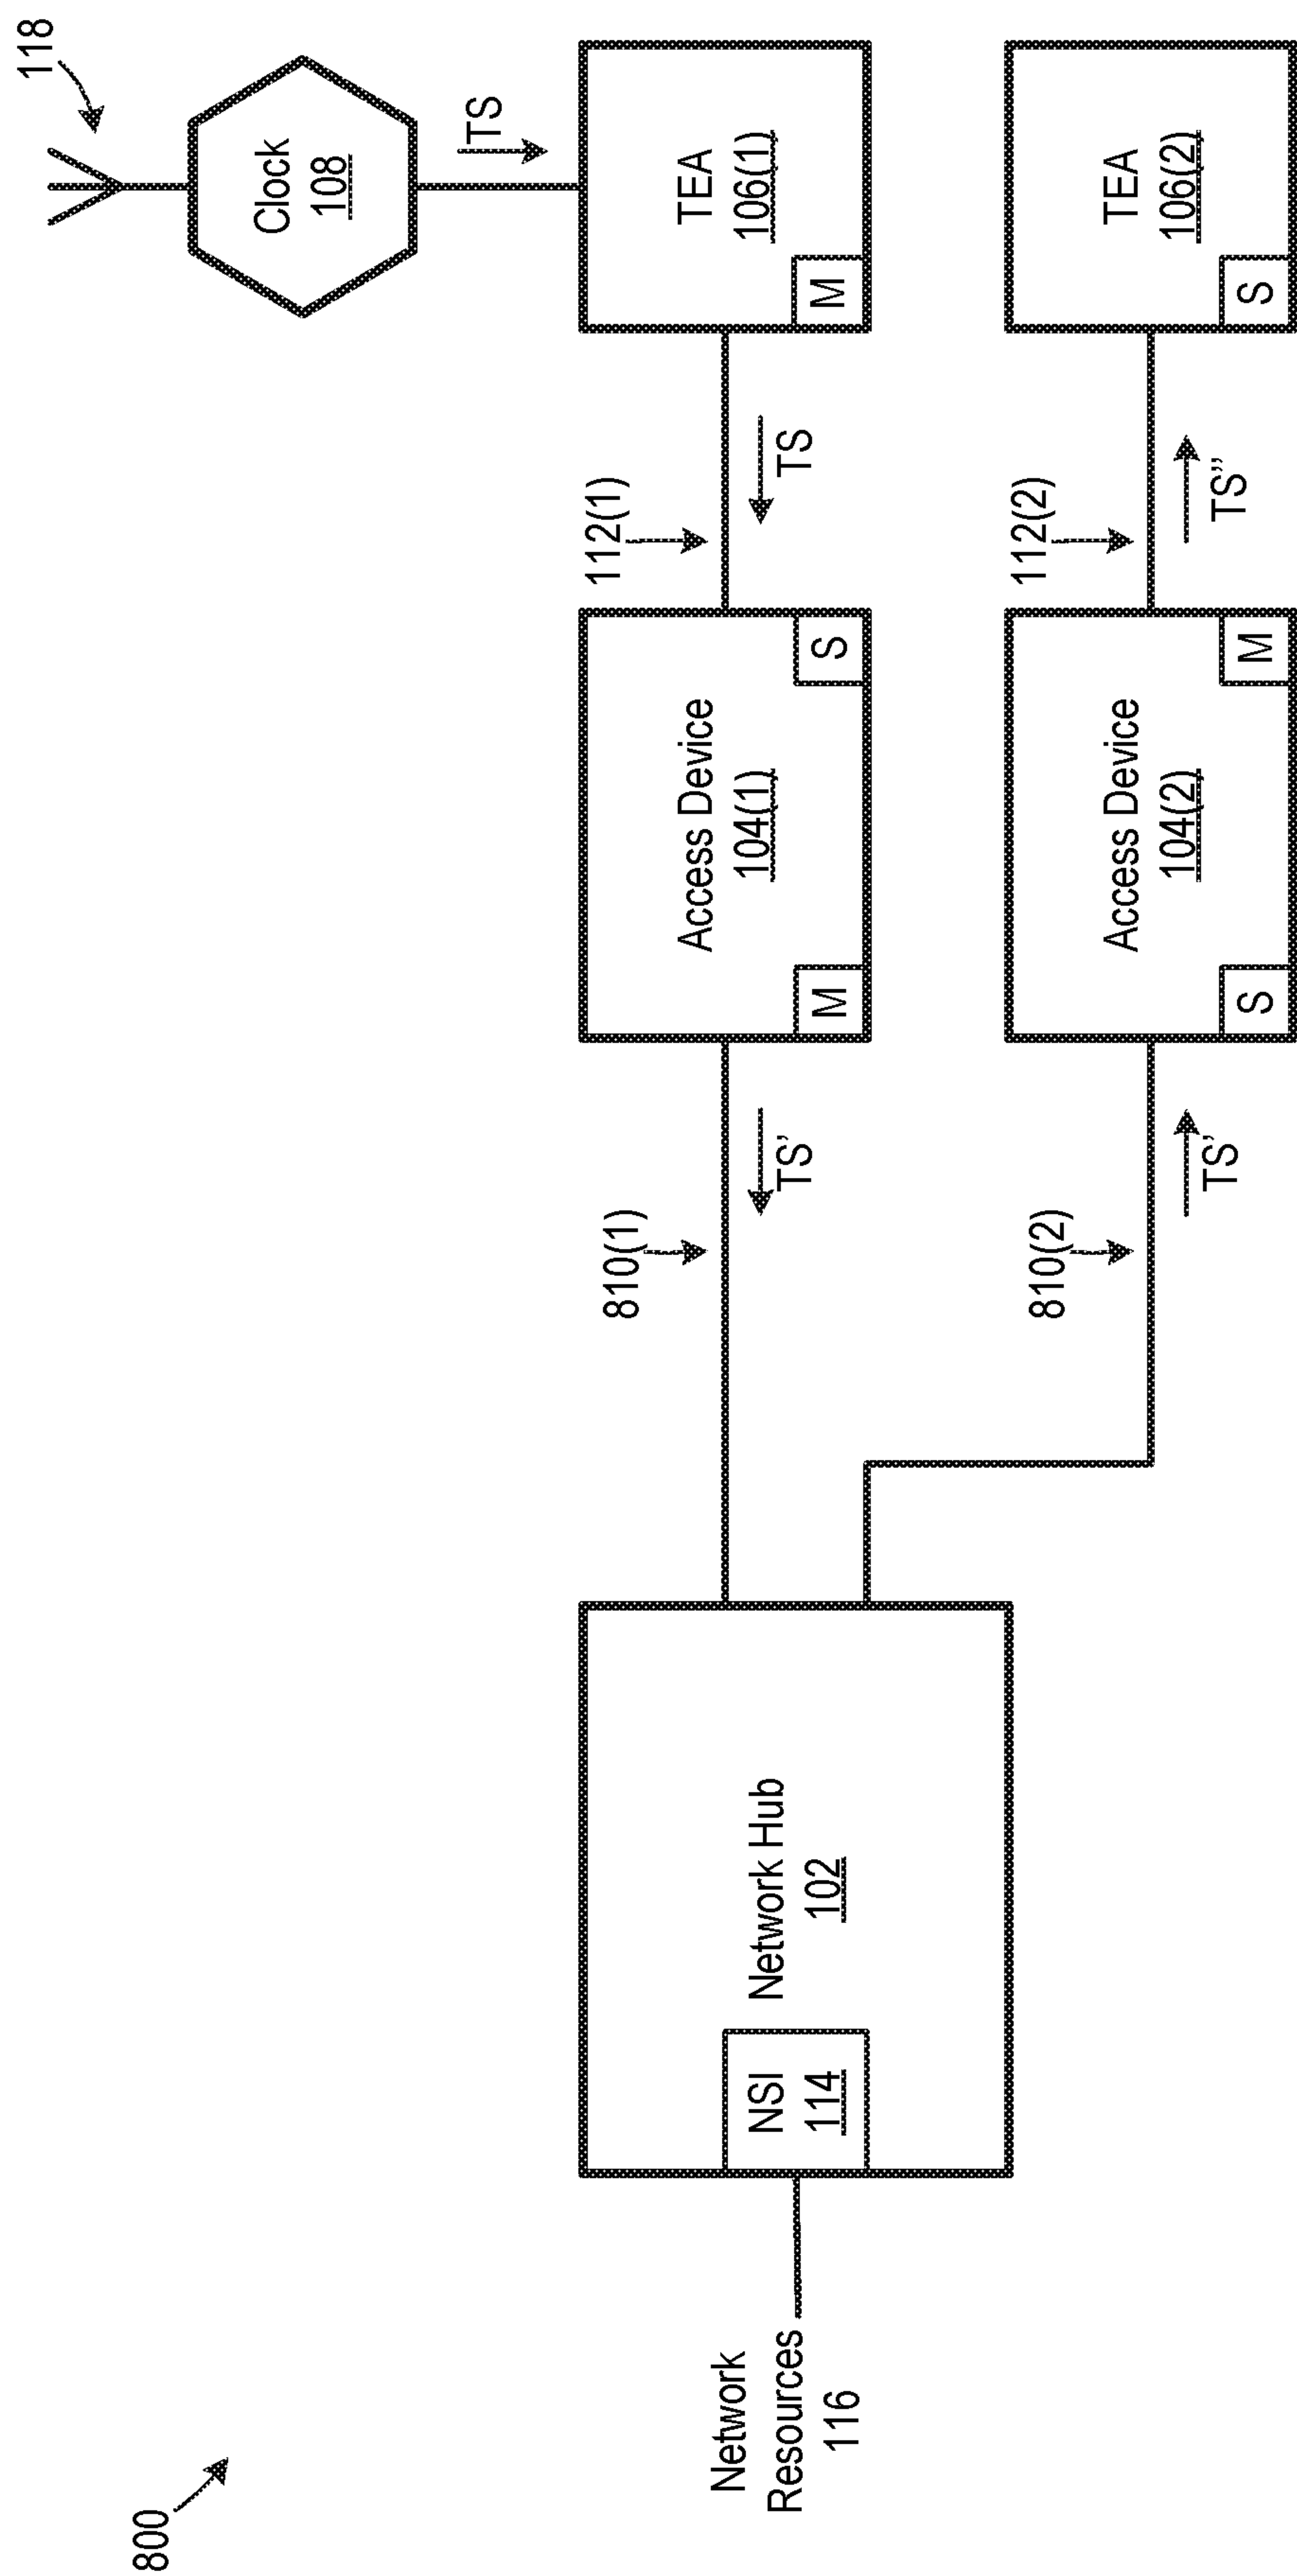 800
118
Clock
108
TS
Network
Resources
116
NSI
114
Network Hub
102
810(1)
TS'
Access Device
104(1)
M
S
112(1)
TS
TEA
106(1)
M
810(2)
TS'
Access Device
104(2)
S
M
112(2)
TS"
TEA
106(2)
S